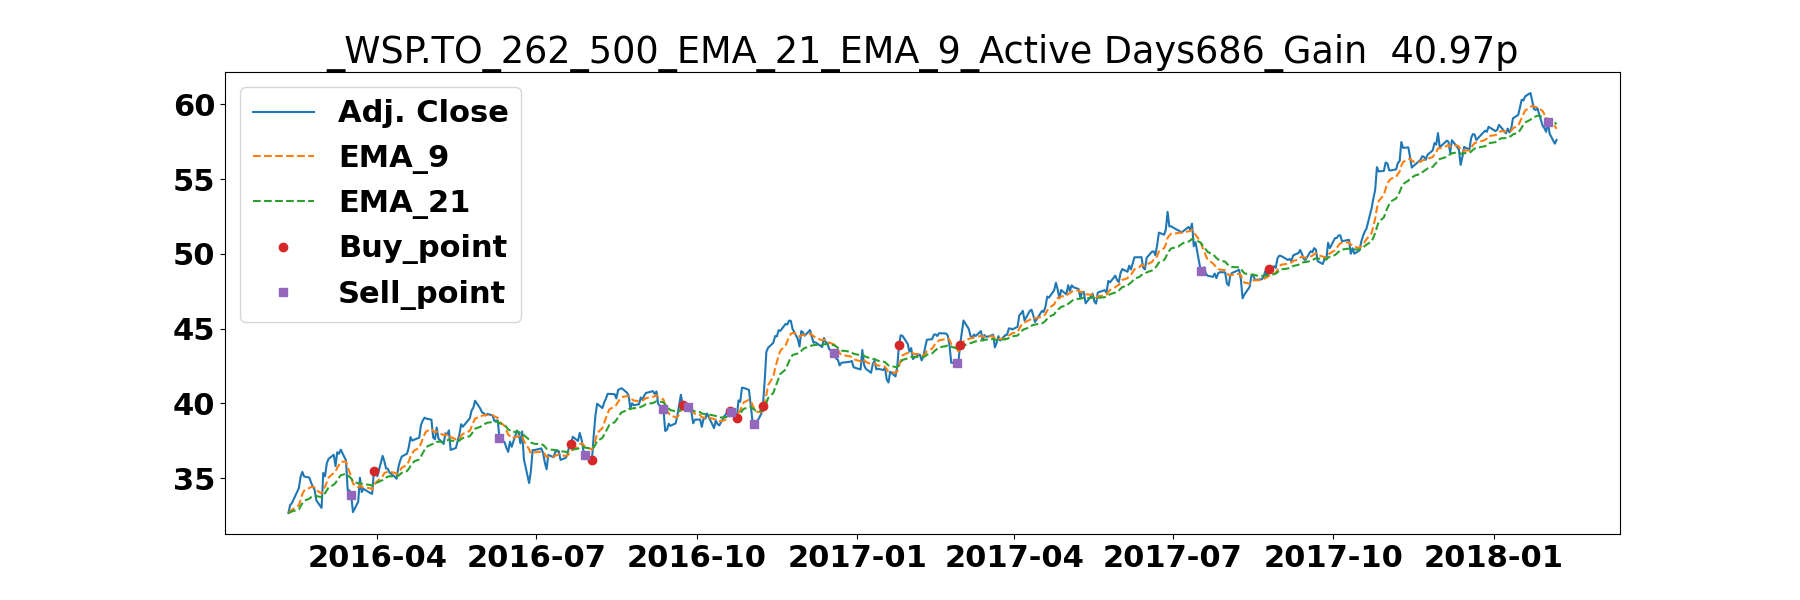 _WSP.TO_262_500_EMA_21_EMA_9_Active Days686_Gain  40.97p
Adj. Close
EMA_9
EMA_21
Buy_point
Sell_point
60
55
50
45
40
35
2016-04 2016-07 2016-10 2017-01 2017-04 2017-07 2017-10 2018-01